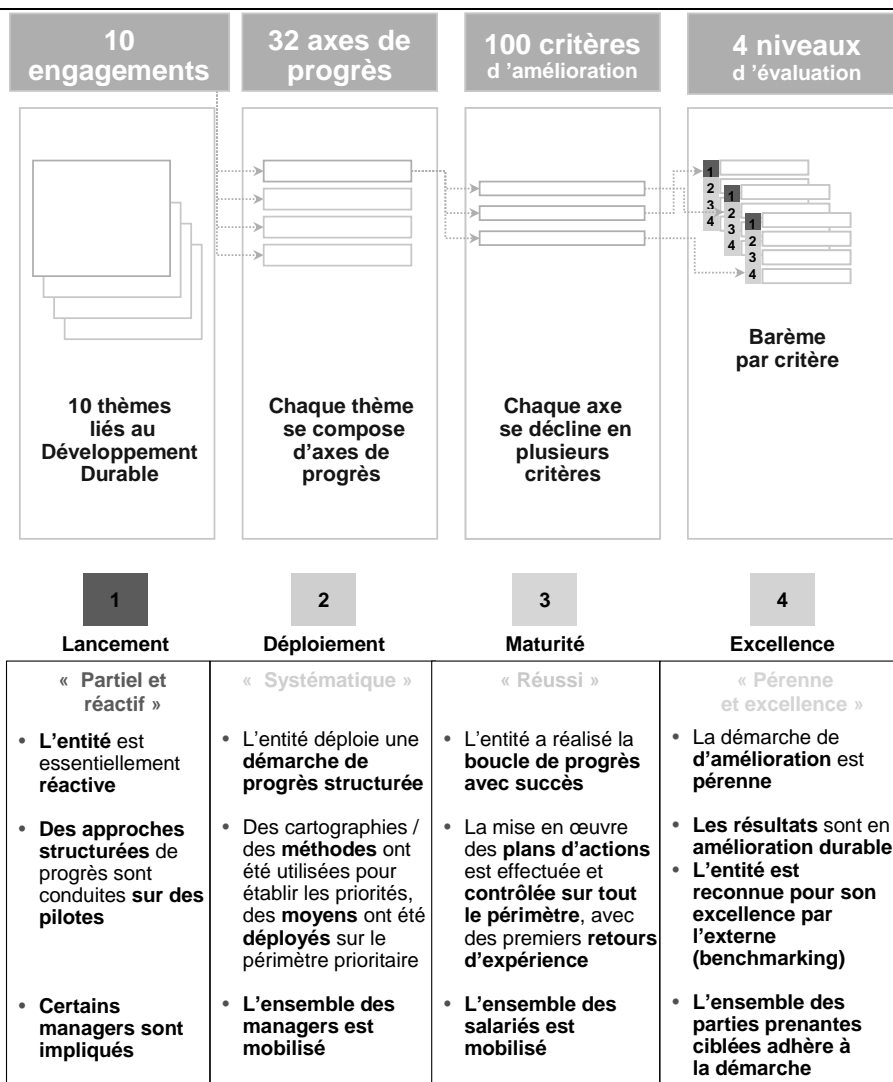 10
engagements
32 axes de
progrès
100 critères
d ’amélioration
4 niveaux
d ’évaluation
1
2
3
4
1
2
3
4
1
2
3
4
Barème
par critère
10 thèmes
liés au
Développement
Durable
Chaque thème
se compose
d’axes de
progrès
Chaque axe
se décline en
plusieurs
critères
1
2
3
4
Lancement
Déploiement
Maturité
Excellence
« Partiel et
réactif »
• L’entité est
essentiellement
réactive
• Des approches
structurées de
progrès sont
conduites sur des
pilotes
• Certains
managers sont
impliqués
« Systématique »
• L’entité déploie une
démarche de
progrès structurée
• Des cartographies /
des méthodes ont
été utilisées pour
établir les priorités,
des moyens ont été
déployés sur le
périmètre prioritaire
• L’ensemble des
managers est
mobilisé
« Réussi »
• L’entité a réalisé la
boucle de progrès
avec succès
• La mise en œuvre
des plans d’actions
est effectuée et
contrôlée sur tout
le périmètre, avec
des premiers retours
d’expérience
• L’ensemble des
salariés est
mobilisé
« Pérenne
et excellence »
• La démarche de
d’amélioration est
pérenne
• Les résultats sont en
amélioration durable
• L’entité est
reconnue pour son
excellence par
l’externe
(benchmarking)
• L’ensemble des
parties prenantes
ciblées adhère à
la démarche